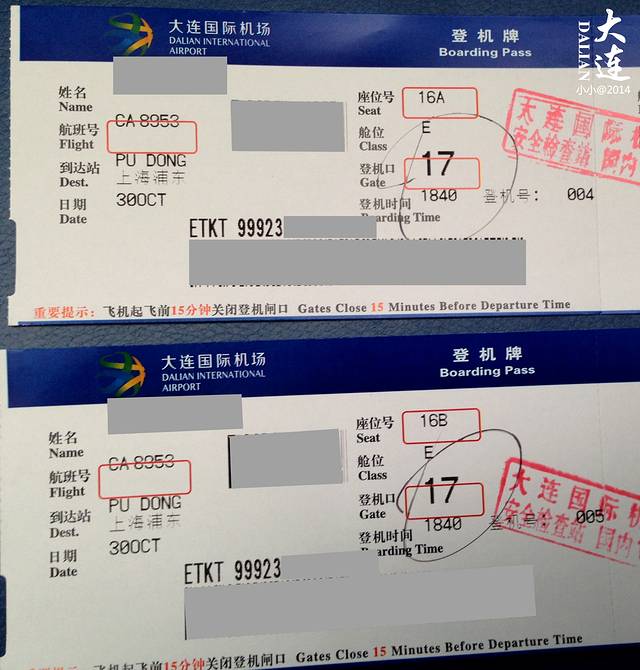 大连国际机场
DALIAN INTERNATIONAL
AIRPORT
登机牌
Boarding Pass
大连
DALIAN
小小@2014
姓名
Name
航班号
Flight
CA 8953
到达站
Dest.
PU DONG
上海浦东
日期
Date
30OCT
座位号
Seat
16A
舱位
Class
E
登机口
Gate
17
登机时间
Boarding Time
1840
登机号: 004
大连国际
安全检查站 国内
ETKT 99923
重要提示: 飞机起飞前15分钟关闭登机闸口 Gates Close 15 Minutes Before Departure Time
大连国际机场
DALIAN INTERNATIONAL
AIRPORT
登机牌
Boarding Pass
姓名
Name
航班号
Flight
CA 8953
到达站
Dest.
PU DONG
上海浦东
日期
Date
30OCT
座位号
Seat
16B
舱位
Class
E
登机口
Gate
17
登机时间
arding Time
1840
登机号 005
大连国际
安全检查站 国内
ETKT 99923
重要提示: 飞机起飞前15分钟关闭登机闸口 Gates Close 15 Minutes Before Departure Time